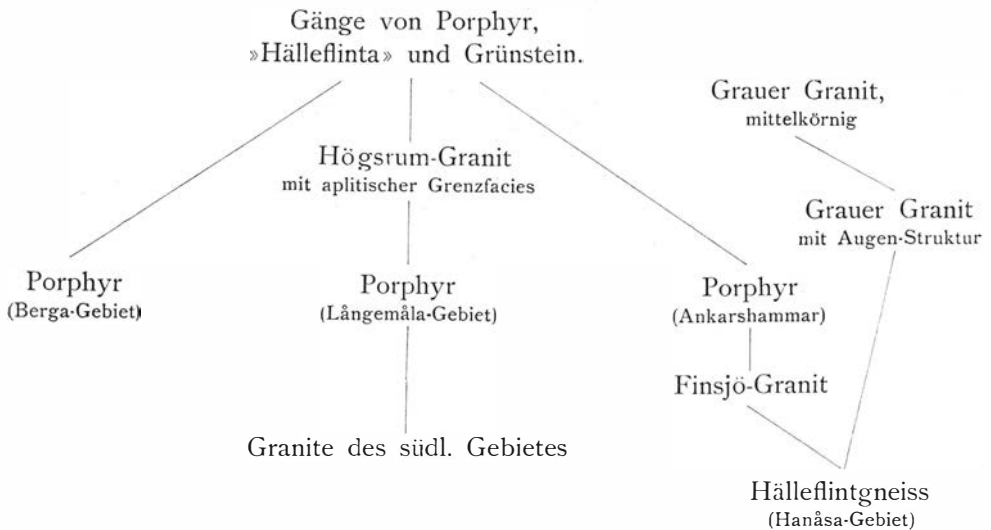 Gänge von Porphyr,
»Hälleflinta» und Grünstein.
Grauer Granit,
mittelkörnig
Högsrum-Granit
mit aplitischer Grenzfacies
Grauer Granit
mit Augen-Struktur
Porphyr
(Berga-Gebiet)
Porphyr
(Långemåla-Gebiet)
Porphyr
(Ankarshammar)
Finsjö-Granit
Granite des südl. Gebietes
Hälleflintgneiss
(Hanåsa-Gebiet)